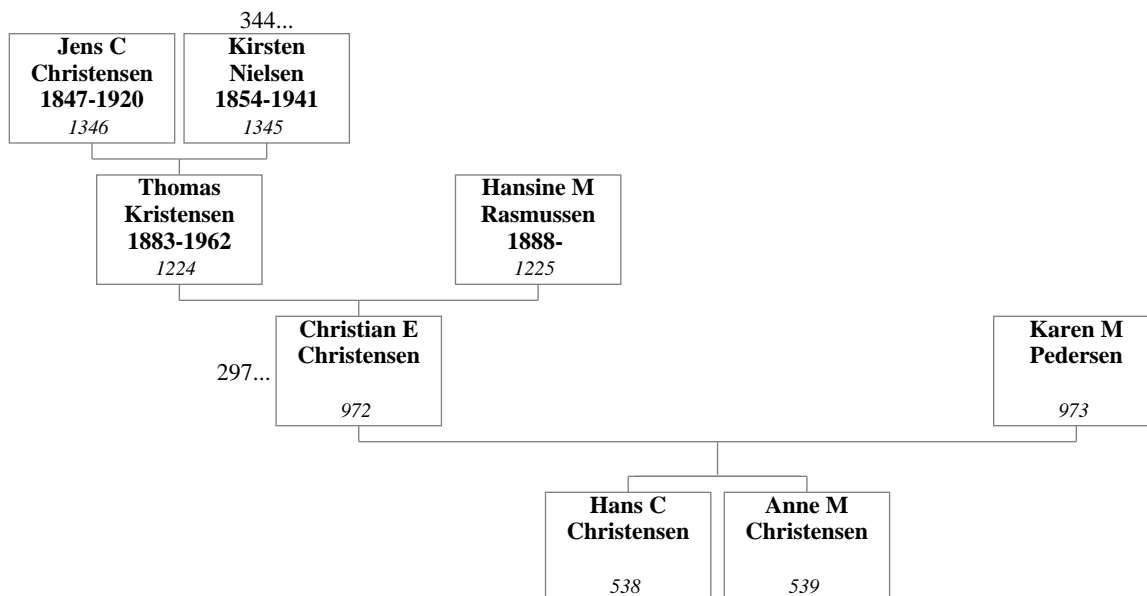 344...
Jens C
Christensen
1847-1920
1346
Kirsten
Nielsen
1854-1941
1345
Thomas
Kristensen
1883-1962
1224
Hansine M
Rasmussen
1888-
1225
297...
Christian E
Christensen
972
Karen M
Pedersen
973
Hans C
Christensen
538
Anne M
Christensen
539